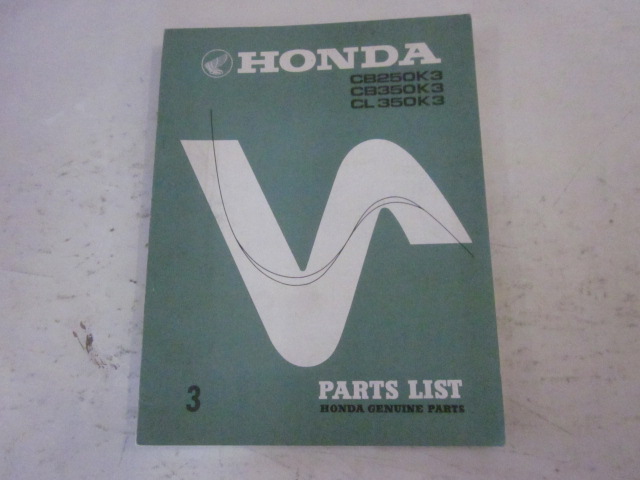 HONDA
CB250K3
CB350K3
CL350K3
3
PARTS LIST
HONDA GENUINE PARTS